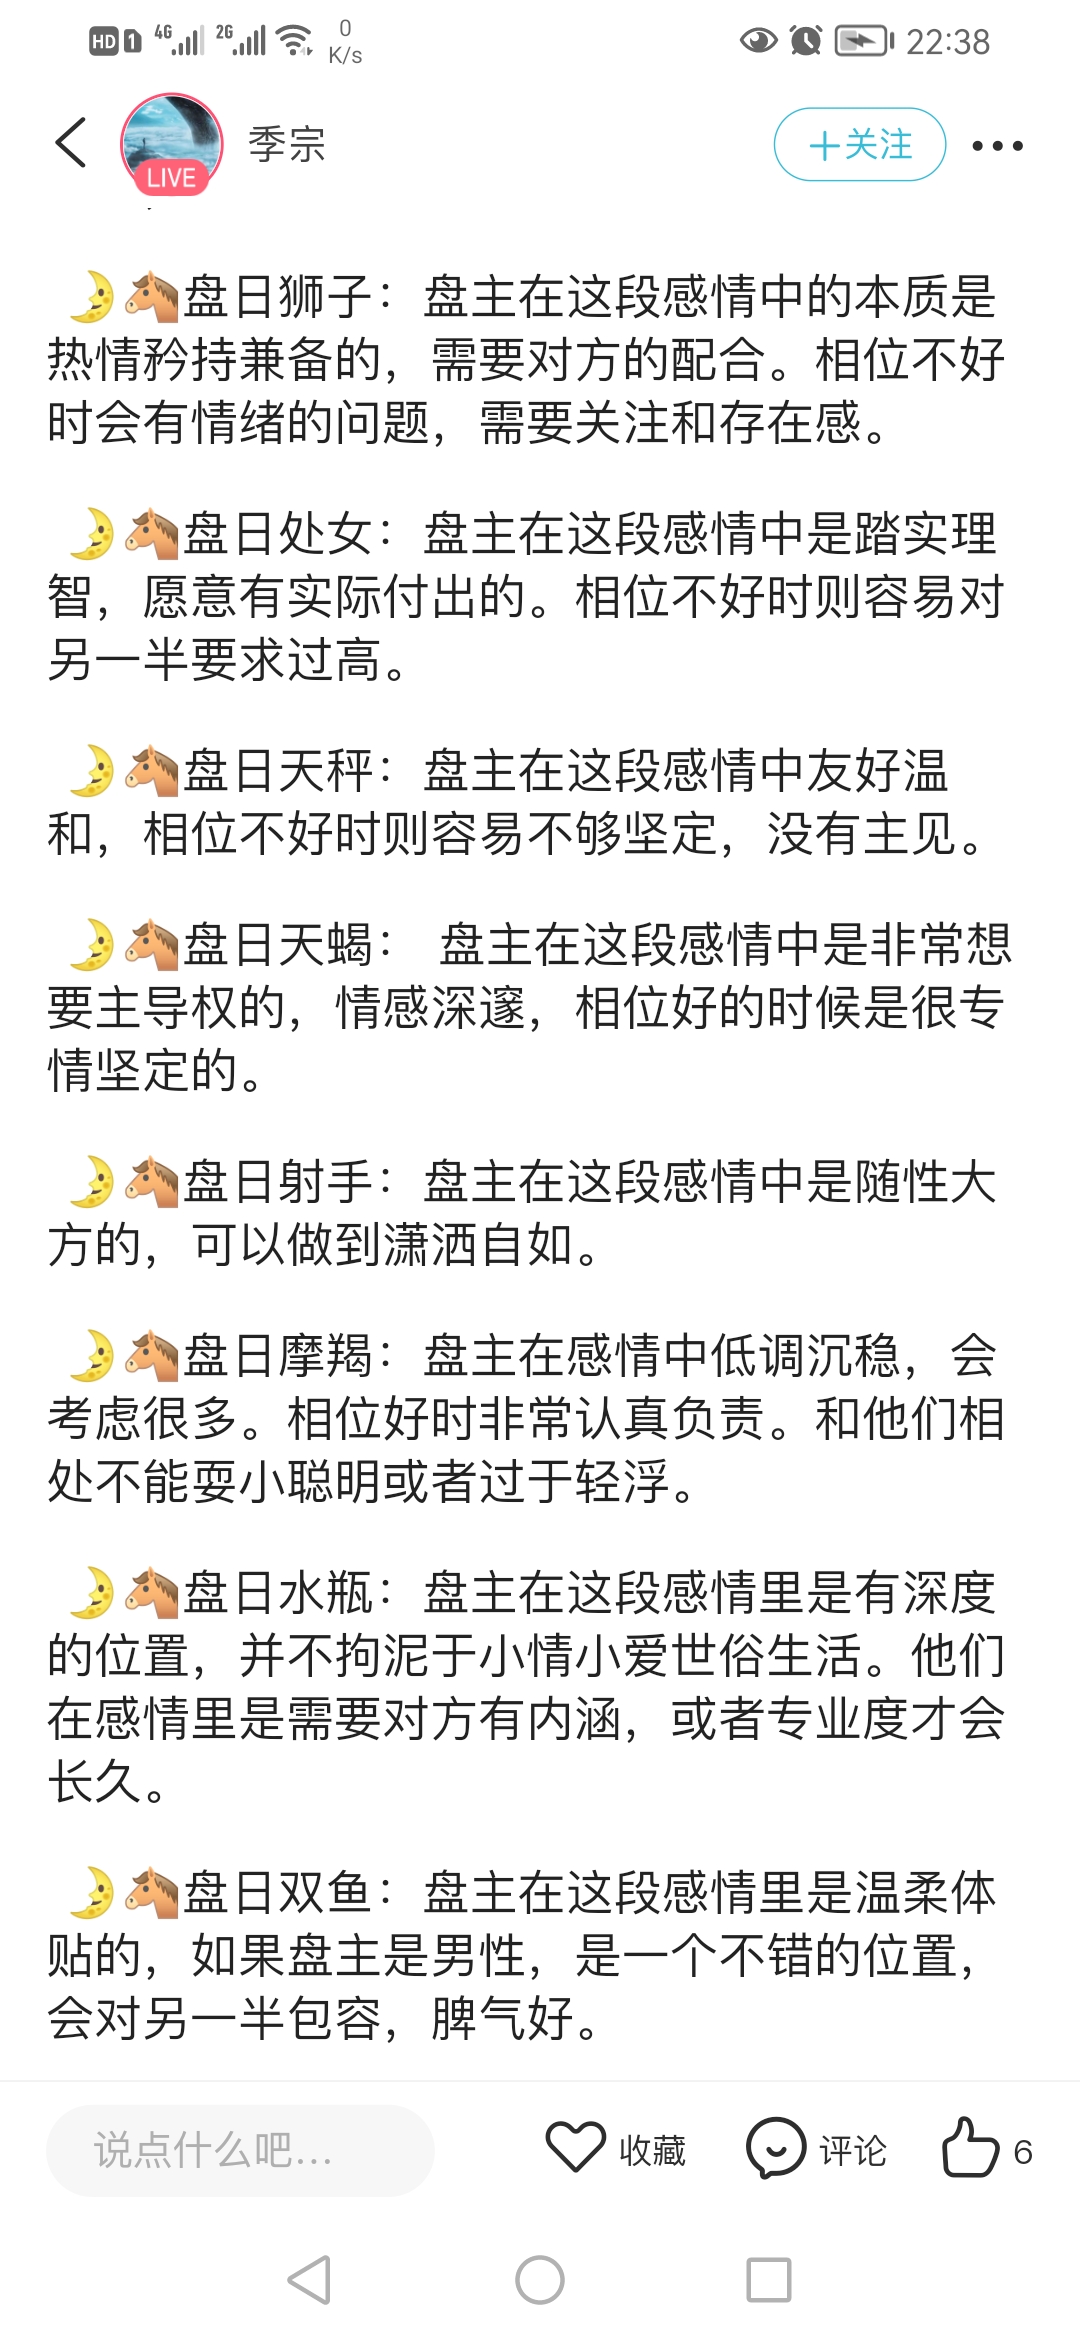 HD 1 4G 2G 0 K/s 22:38
季宗
LIVE
+关注
🌛🐴盘日狮子：盘主在这段感情中的本质是
热情矜持兼备的，需要对方的配合。相位不好
时会有情绪的问题，需要关注和存在感。
🌛🐴盘日处女：盘主在这段感情中是踏实理
智，愿意有实际付出的。相位不好时则容易对
另一半要求过高。
🌛🐴盘日天秤：盘主在这段感情中友好温
和，相位不好时则容易不够坚定，没有主见。
🌛🐴盘日天蝎： 盘主在这段感情中是非常想
要主导权的，情感深邃，相位好的时候是很专
情坚定的。
🌛🐴盘日射手：盘主在这段感情中是随性大
方的，可以做到潇洒自如。
🌛🐴盘日摩羯：盘主在感情中低调沉稳，会
考虑很多。相位好时非常认真负责。和他们相
处不能耍小聪明或者过于轻浮。
🌛🐴盘日水瓶：盘主在这段感情里是有深度
的位置，并不拘泥于小情小爱世俗生活。他们
在感情里是需要对方有内涵，或者专业度才会
长久。
🌛🐴盘日双鱼：盘主在这段感情里是温柔体
贴的，如果盘主是男性，是一个不错的位置，
会对另一半包容，脾气好。
说点什么吧...
收藏
评论
6